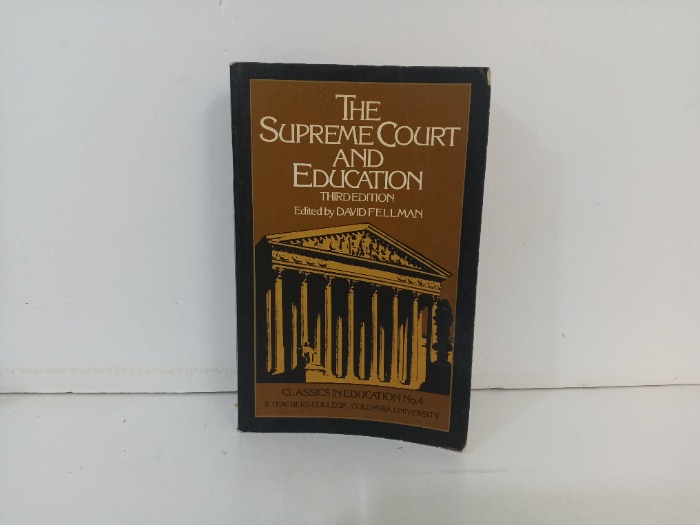 THE
SUPREME COURT
AND
EDUCATION
THIRD EDITION
Edited by DAVID FELLMAN
CLASSICS IN EDUCATION No. 4
TEACHERS COLLEGE, COLUMBIA UNIVERSITY